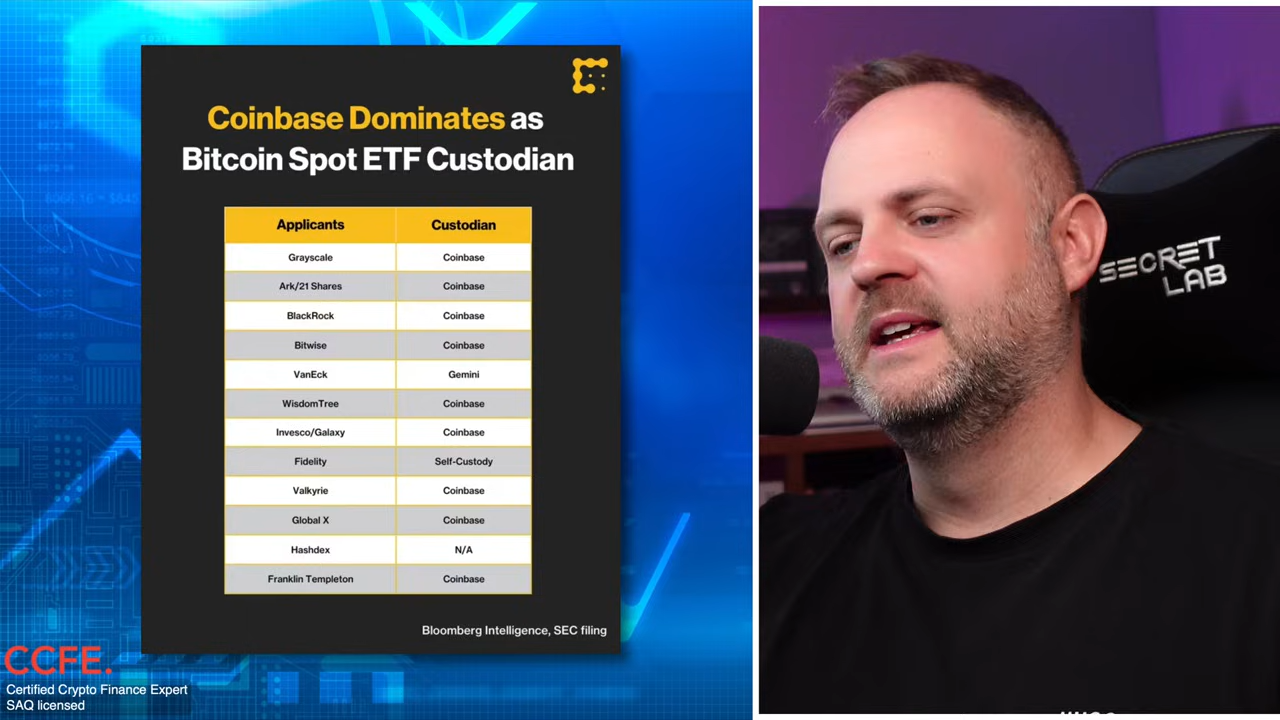 Coinbase Dominates as
Bitcoin Spot ETF Custodian
Applicants Custodian
Grayscale Coinbase
Ark/21 Shares Coinbase
BlackRock Coinbase
Bitwise Coinbase
VanEck Gemini
WisdomTree Coinbase
Invesco/Galaxy Coinbase
Fidelity Self-Custody
Valkyrie Coinbase
Global X Coinbase
Hashdex N/A
Franklin Templeton Coinbase
Bloomberg Intelligence, SEC filing
CCFE.
Certified Crypto Finance Expert
SAQ licensed
SECRET
LAB